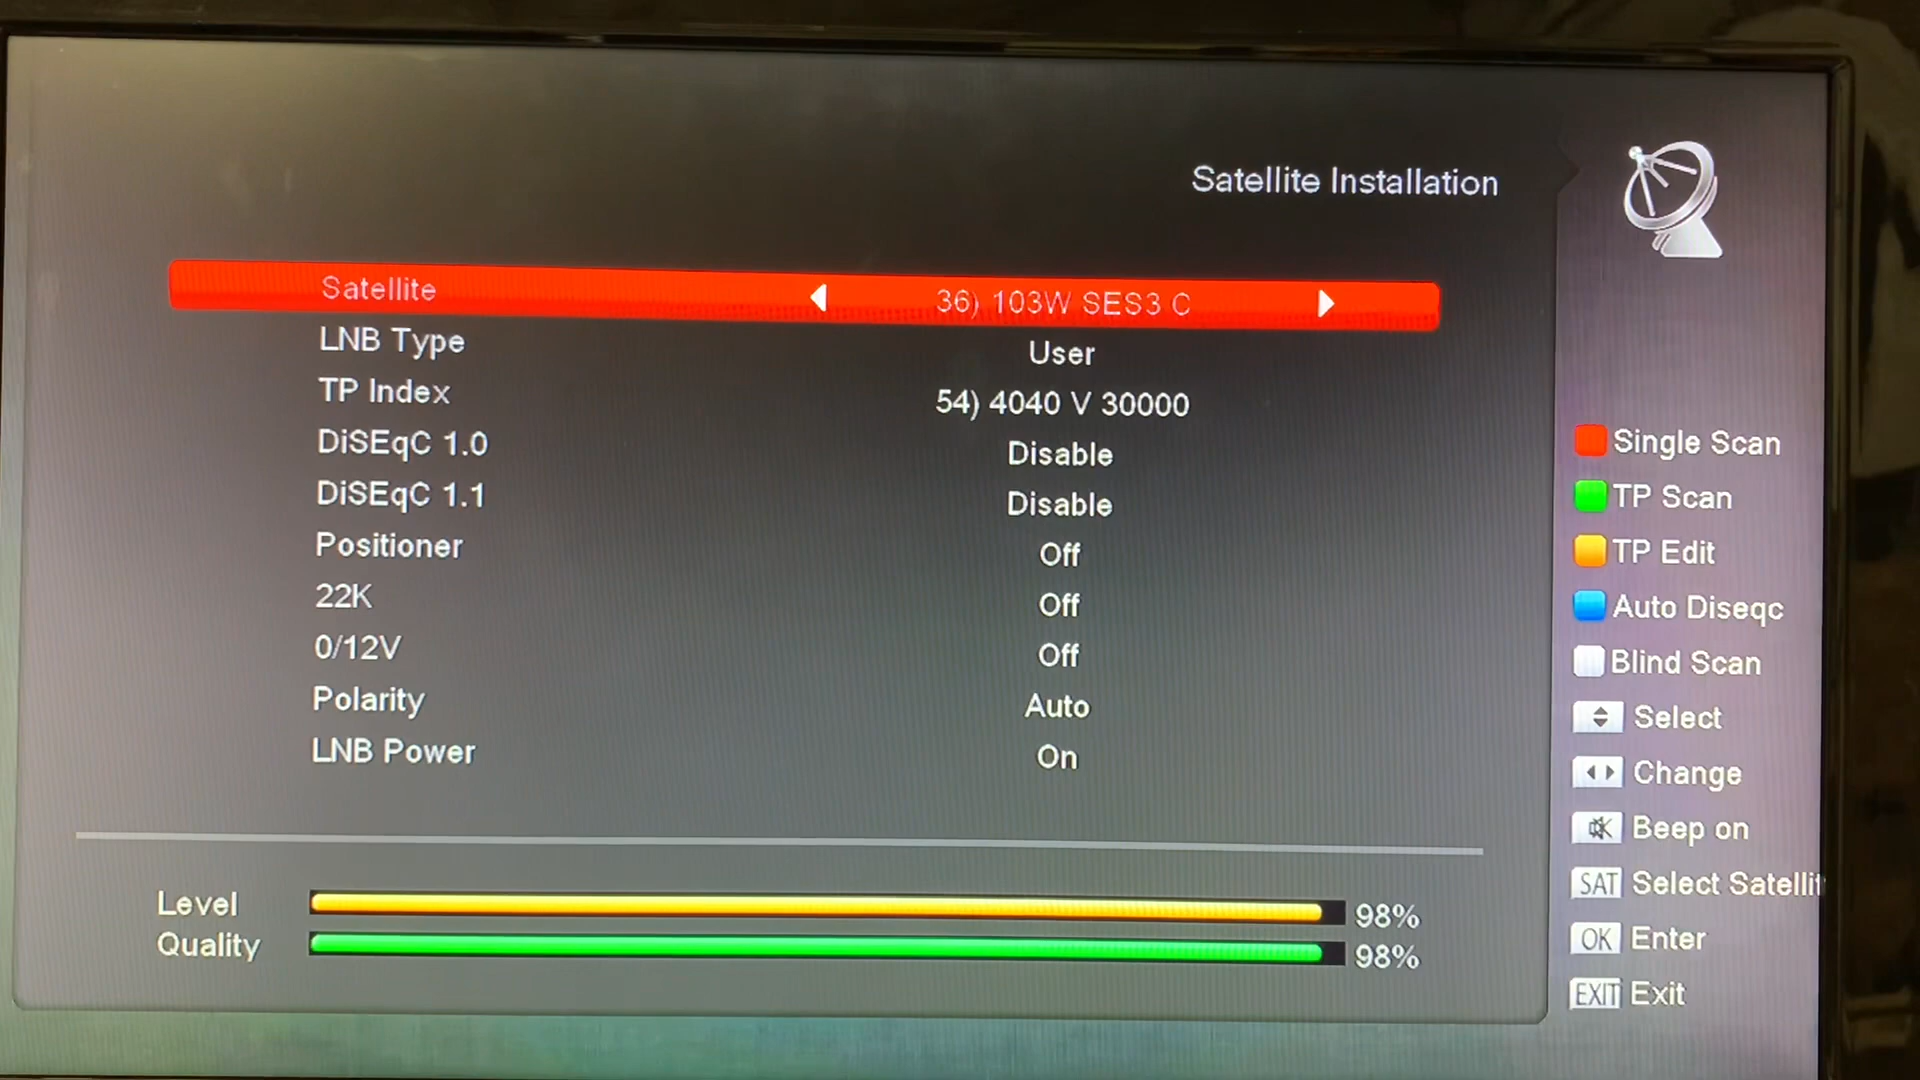 Satellite Installation
Satellite 36) 103W SES3 C
LNB Type User
TP Index 54) 4040 V 30000
DiSEqC 1.0 Disable
DiSEqC 1.1 Disable
Positioner Off
22K Off
0/12V Off
Polarity Auto
LNB Power On
Level 98%
Quality 98%
Single Scan
TP Scan
TP Edit
Auto Diseqc
Blind Scan
Select
Change
Beep on
SAT Select Satellit
OK Enter
EXIT Exit